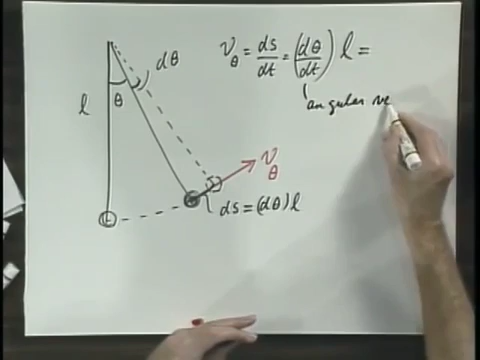 dθ
v_θ = ds/dt = (dθ/dt) l =
l
θ
angular ve
v_θ
ds = (dθ) l